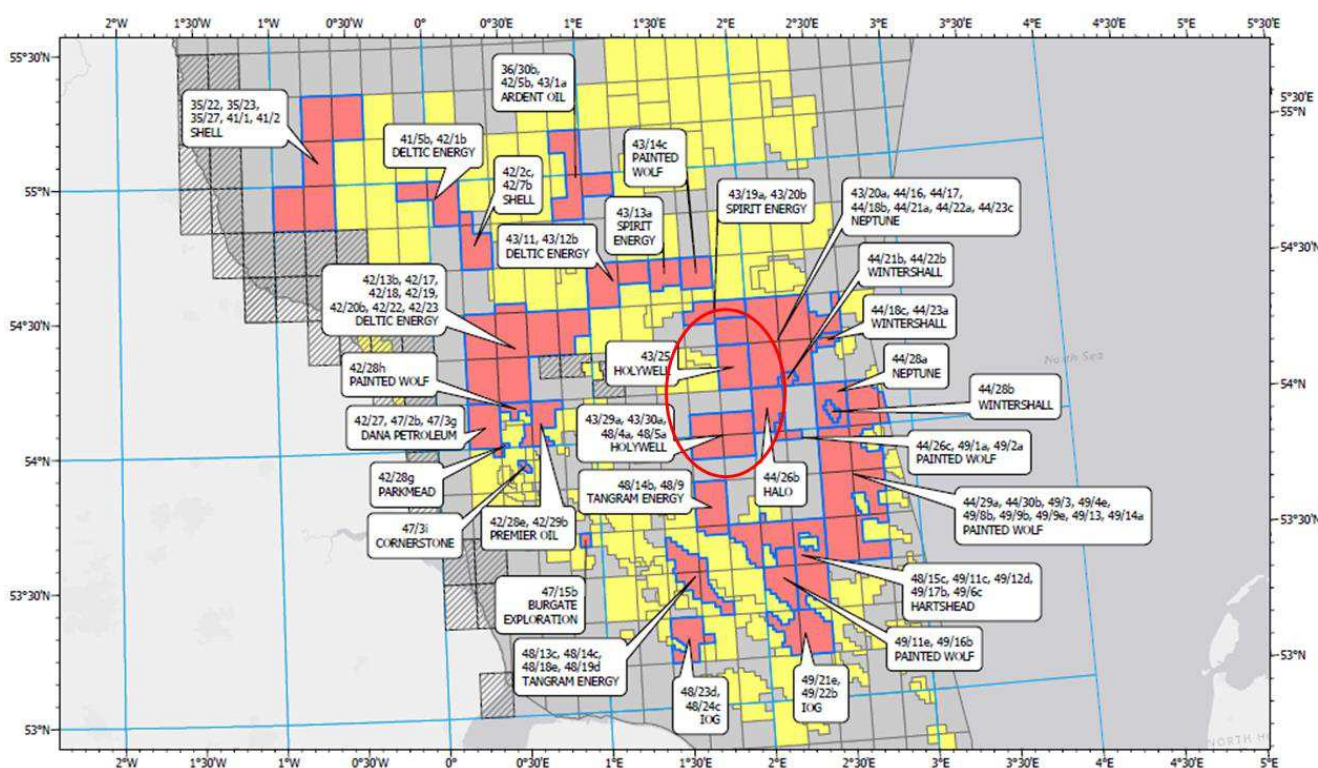 2°W
1°30'W
1°W
0°30'W
0°
0°30'E
1°E
1°30'E
2°E
2°30'E
3°E
3°30'E
4°E
4°30'E
5°E
5°30'E
55°30'N
55°N
54°30'N
54°N
53°30'N
53°N
5°30'E
55°N
54°30'N
54°N
53°30'N
53°N
36/30b,
42/5b, 43/1a
ARDENT OIL
35/22, 35/23,
35/27, 41/1, 41/2
SHELL
41/5b, 42/1b
DELTIC ENERGY
42/2c,
42/7b
SHELL
43/14c
PAINTED
WOLF
43/13a
SPIRIT
ENERGY
43/19a, 43/20b
SPIRIT ENERGY
43/20a, 44/16, 44/17,
44/18b, 44/21a, 44/22a, 44/23c
NEPTUNE
43/11, 43/12b
DELTIC ENERGY
44/21b, 44/22b
WINTERSHALL
42/13b, 42/17,
42/18, 42/19,
42/20b, 42/22, 42/23
DELTIC ENERGY
44/18c, 44/23a
WINTERSHALL
43/25
HOLYWELL
44/28a
NEPTUNE
North Sea
42/28h
PAINTED WOLF
44/28b
WINTERSHALL
42/27, 47/2b, 47/3g
DANA PETROLEUM
43/29a, 43/30a,
48/4a, 48/5a
HOLYWELL
44/26c, 49/1a, 49/2a
PAINTED WOLF
42/28g
PARKMEAD
48/14b, 48/9
TANGRAM ENERGY
44/26b
HALO
44/29a, 44/30b, 49/3, 49/4e,
49/8b, 49/9b, 49/9e, 49/13, 49/14a
PAINTED WOLF
47/3i
CORNERSTONE
42/28e, 42/29b
PREMIER OIL
48/15c, 49/11c, 49/12d,
49/17b, 49/6c
HARTSHEAD
47/15b
BURGATE
EXPLORATION
49/11e, 49/16b
PAINTED WOLF
48/13c, 48/14c,
48/18e, 48/19d
TANGRAM ENERGY
48/23d,
48/24c
IOG
49/21e,
49/22b
IOG
NORTH HO
2°W
1°30'W
1°W
0°30'W
0°
0°30'E
1°E
1°30'E
2°E
2°30'E
3°E
3°30'E
4°E
4°30'E
5°E